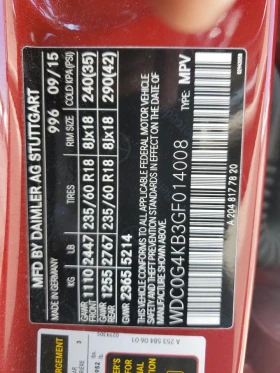 MFD BY DAIMLER AG STUTTGART
MADE IN GERMANY
996 09/15
KG LB TIRES RIM SIZE COLD KPA (PSI)
GAWR FRONT 1110 2447 235/60 R18 8Jx18 240(35)
GAWR REAR 1255 2767 235/60 R18 8Jx18 290(42)
GVWR 2365 5214
THIS VEHICLE CONFORMS TO ALL APPLICABLE FEDERAL MOTOR VEHICLE
SAFETY AND THEFT PREVENTION STANDARDS IN EFFECT ON THE DATE OF
MANUFACTURE SHOWN ABOVE.
WDC0G4KB3GF014008
TYPE: MPV
A 204 817 78 20
A 253 584 06 01